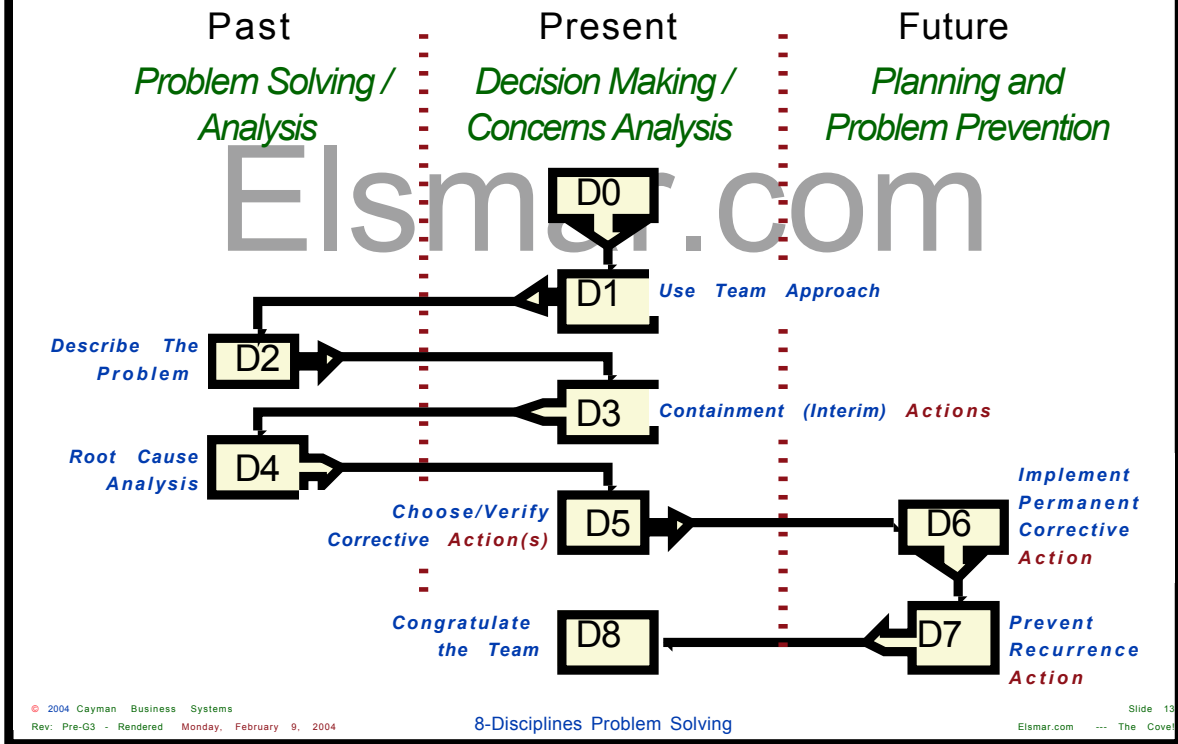 Past
Present
Future
Problem Solving /
Analysis
Decision Making /
Concerns Analysis
Planning and
Problem Prevention
Elsmar.com
D0
D1
Use Team Approach
Describe The
Problem
D2
D3
Containment (Interim) Actions
Root Cause
Analysis
D4
Choose/Verify
Corrective Action(s)
D5
D6
Implement
Permanent
Corrective
Action
Congratulate
the Team
D8
D7
Prevent
Recurrence
Action
© 2004 Cayman Business Systems
Rev: Pre-G3 - Rendered Monday, February 9, 2004
8-Disciplines Problem Solving
Slide 13
Elsmar.com --- The Cove!